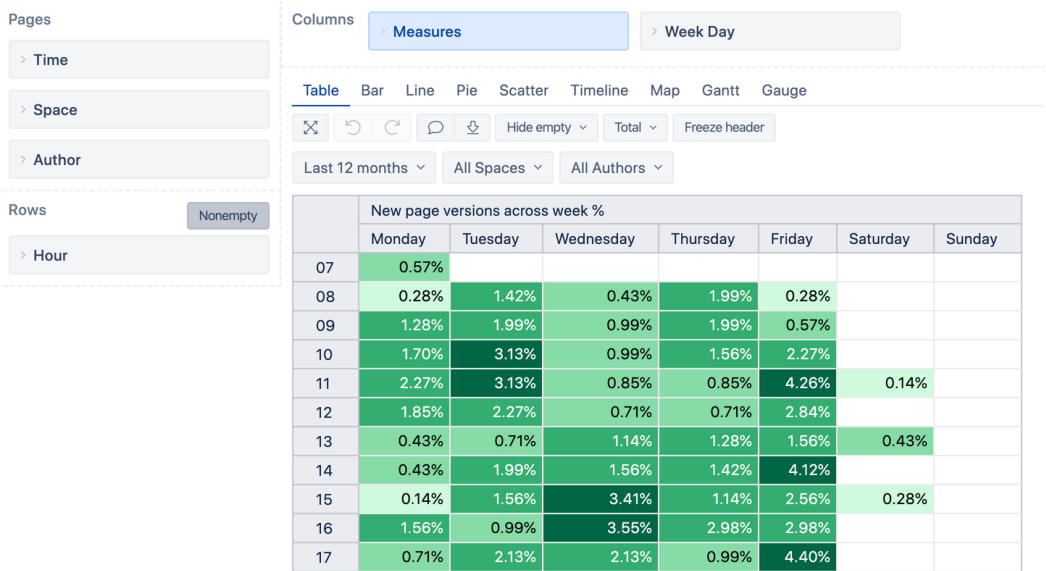 Pages
Time
Space
Author
Rows
Nonempty
Hour
Columns
Measures
Week Day
Table Bar Line Pie Scatter Timeline Map Gantt Gauge
Hide empty Total Freeze header
Last 12 months All Spaces All Authors
New page versions across week %
Monday Tuesday Wednesday Thursday Friday Saturday Sunday
07 0.57%
08 0.28% 1.42% 0.43% 1.99% 0.28%
09 1.28% 1.99% 0.99% 1.99% 0.57%
10 1.70% 3.13% 0.99% 1.56% 2.27%
11 2.27% 3.13% 0.85% 0.85% 4.26% 0.14%
12 1.85% 2.27% 0.71% 0.71% 2.84%
13 0.43% 0.71% 1.14% 1.28% 1.56% 0.43%
14 0.43% 1.99% 1.56% 1.42% 4.12%
15 0.14% 1.56% 3.41% 1.14% 2.56% 0.28%
16 1.56% 0.99% 3.55% 2.98% 2.98%
17 0.71% 2.13% 2.13% 0.99% 4.40%